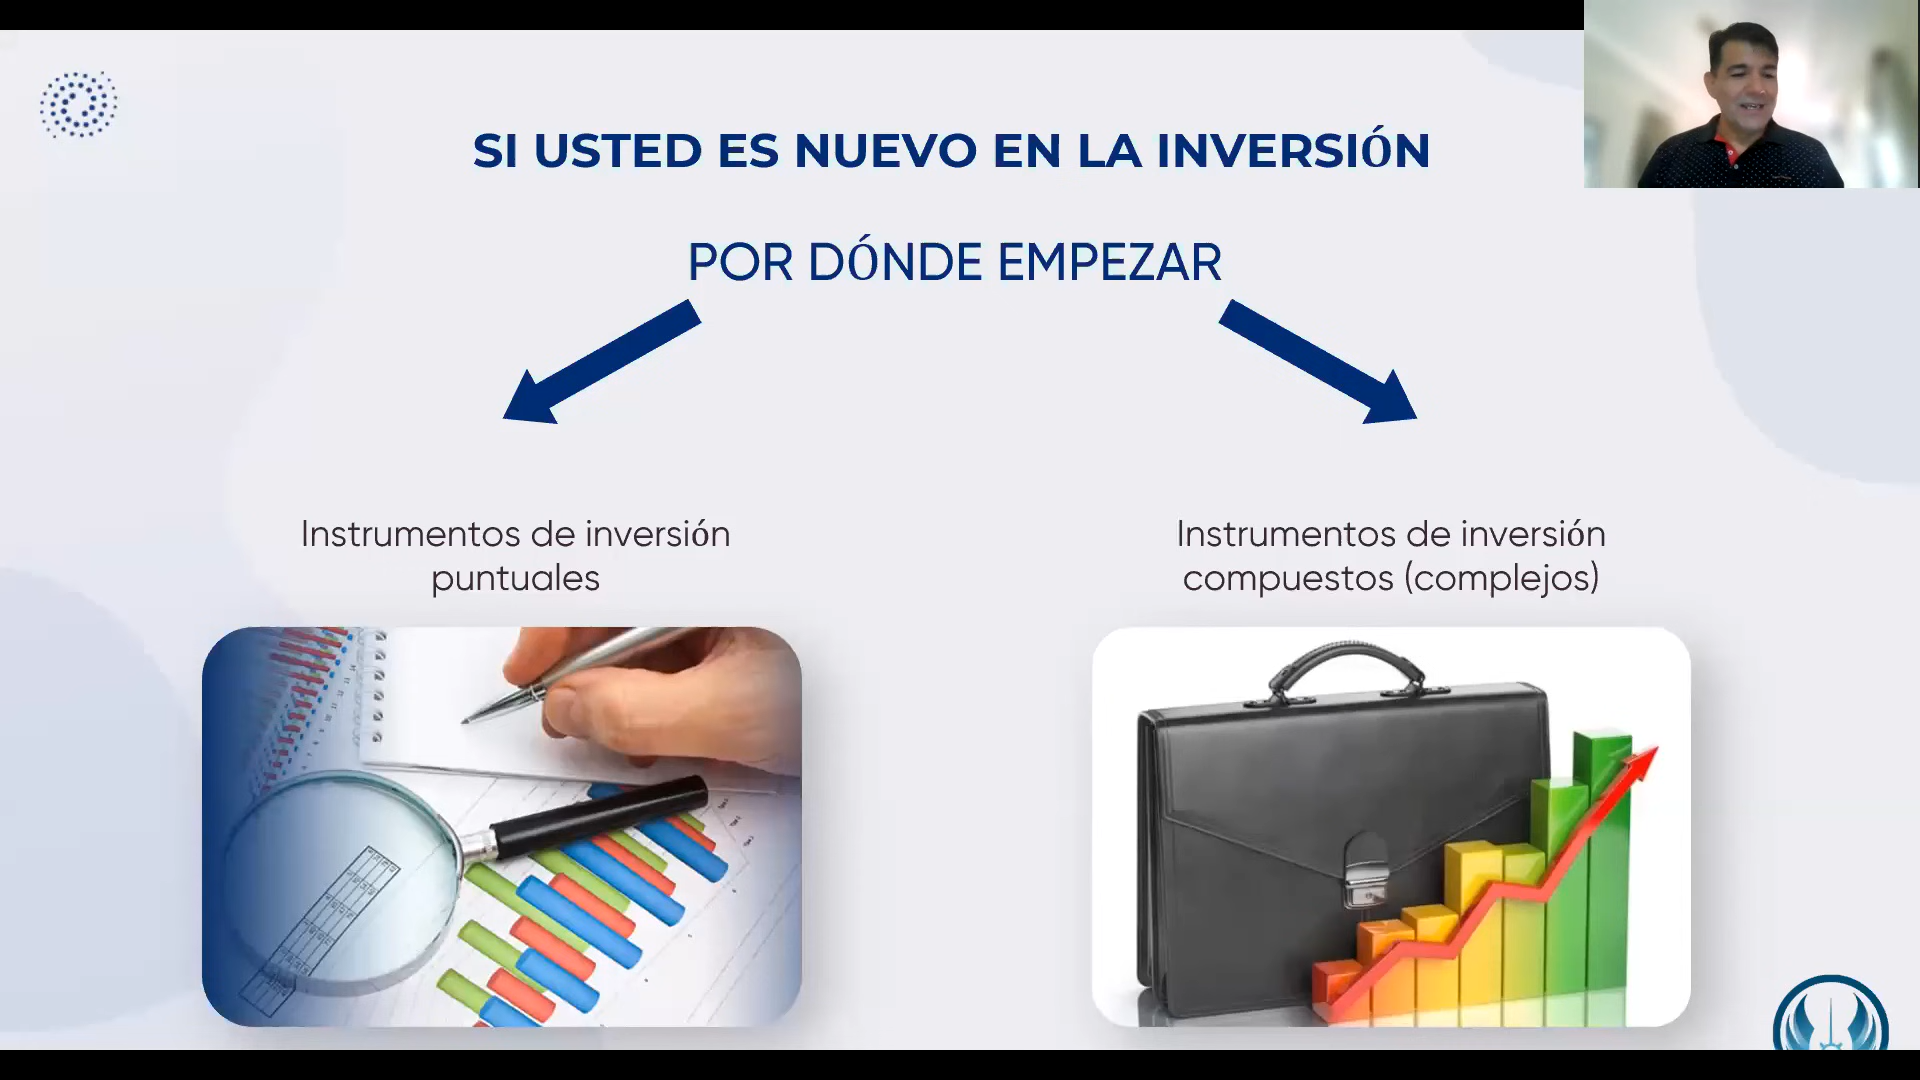 SI USTED ES NUEVO EN LA INVERSIÓN
POR DÓNDE EMPEZAR
Instrumentos de inversión
puntuales
Instrumentos de inversión
compuestos (complejos)